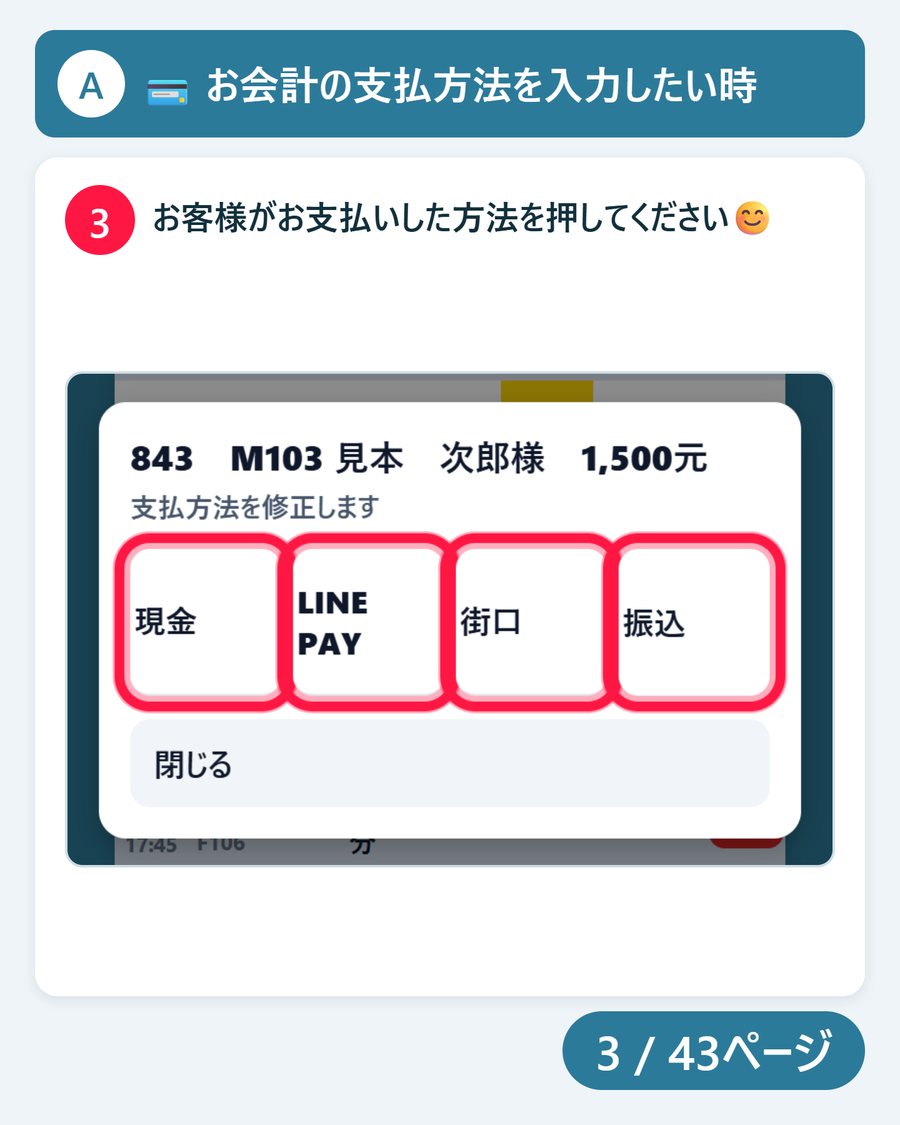 A 💳 お会計の支払方法を入力したい時
3 お客様がお支払いした方法を押してください😊
843 M103 見本 次郎様 1,500元
支払方法を修正します
現金
LINE
PAY
街口
振込
閉じる
17:45 F106 分
3 / 43ページ